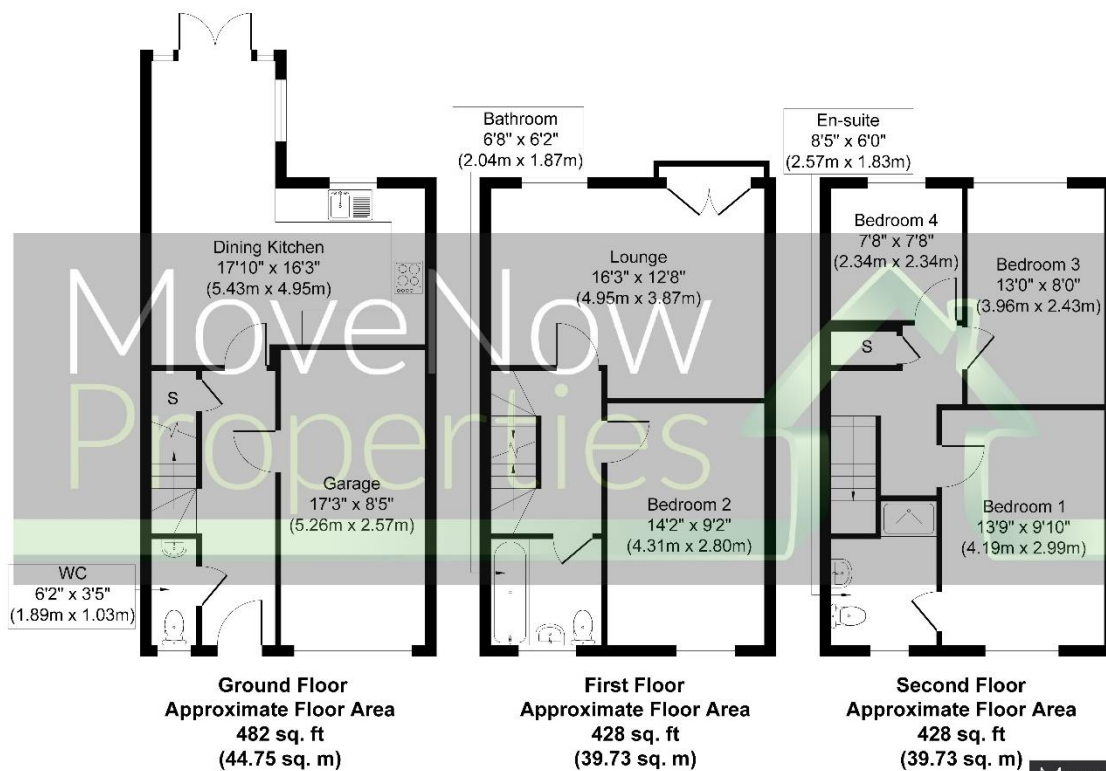 Bathroom
6'8" x 6'2"
(2.04m x 1.87m)
En-suite
8'5" x 6'0"
(2.57m x 1.83m)
Dining Kitchen
17'10" x 16'3"
(5.43m x 4.95m)
Lounge
16'3" x 12'8"
(4.95m x 3.87m)
Bedroom 4
7'8" x 7'8"
(2.34m x 2.34m)
Bedroom 3
13'0" x 8'0"
(3.96m x 2.43m)
MoveNow
Properties
S
S
Garage
17'3" x 8'5"
(5.26m x 2.57m)
Bedroom 2
14'2" x 9'2"
(4.31m x 2.80m)
Bedroom 1
13'9" x 9'10"
(4.19m x 2.99m)
WC
6'2" x 3'5"
(1.89m x 1.03m)
Ground Floor
Approximate Floor Area
482 sq. ft
(44.75 sq. m)
First Floor
Approximate Floor Area
428 sq. ft
(39.73 sq. m)
Second Floor
Approximate Floor Area
428 sq. ft
(39.73 sq. m)